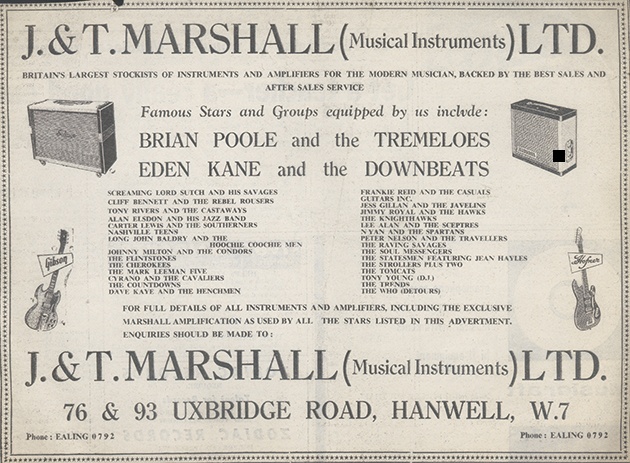 J. & T. MARSHALL (Musical Instruments) LTD.
BRITAIN'S LARGEST STOCKISTS OF INSTRUMENTS AND AMPLIFIERS FOR THE MODERN MUSICIAN, BACKED BY THE BEST SALES AND
AFTER SALES SERVICE
Famous Stars and Groups equipped by us inclvde:
BRIAN POOLE and the TREMELOES
EDEN KANE and the DOWNBEATS
SCREAMING LORD SUTCH AND HIS SAVAGES
CLIFF BENNETT AND THE REBEL ROUSERS
TONY RIVERS AND THE CASTAWAYS
ALAN ELSDON AND HIS JAZZ BAND
CARTER LEWIS AND THE SOUTHERNERS
NASHVILLE TEENS
LONG JOHN BALDRY AND THE
HOOCHIE COOCHIE MEN
JOHNNY MILTON AND THE CONDORS
THE FLINTSTONES
THE CHEROKEES
THE MARK LEEMAN FIVE
CYRANO AND THE CAVALIERS
THE COUNTDOWNS
DAVE KAYE AND THE HENCHMEN
FRANKIE REID AND THE CASUALS
GUITARS INC.
JESS GILLAN AND THE JAVELINS
JIMMY ROYAL AND THE HAWKS
THE KNIGHTHAWKS
LEE ALAN AND THE SCEPTRES
NYAN AND THE SPARTANS
PETER NELSON AND THE TRAVELLERS
THE RAVING SAVAGES
THE SOUL MESSENGERS
THE STATESMEN FEATURING JEAN HAYLES
THE STROLLERS PLUS TWO
THE TOMCATS
TONY YOUNG (D.J.)
THE TRENDS
THE WHO (DETOURS)
Gibson
Hofner
FOR FULL DETAILS OF ALL INSTRUMENTS AND AMPLIFIERS, INCLUDING THE EXCLUSIVE
MARSHALL AMPLIFICATION AS USED BY ALL THE STARS LISTED IN THIS ADVERTMENT.
ENQUIRIES SHOULD BE MADE TO :
J. & T. MARSHALL (Musical Instruments) LTD.
76 & 93 UXBRIDGE ROAD, HANWELL, W.7
Phone : EALING 0792
Phone : EALING 0792